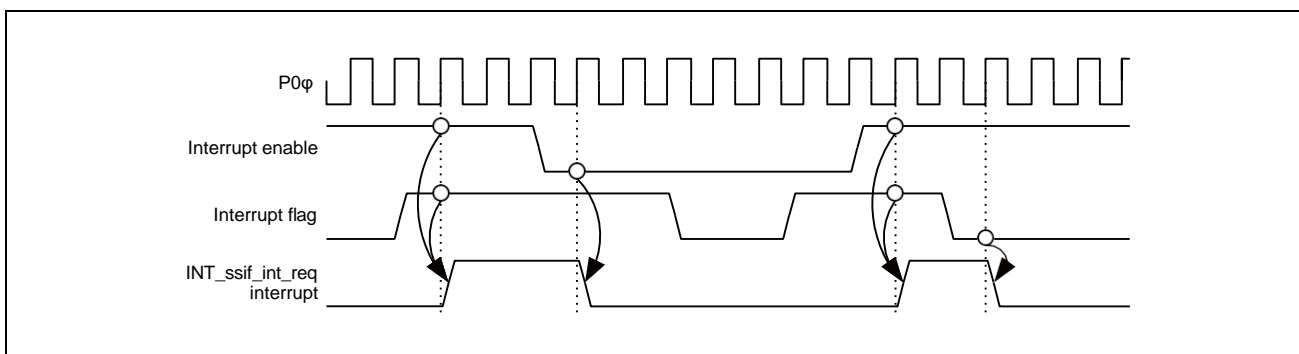 P0φ
Interrupt enable
Interrupt flag
INT_ssif_int_req
interrupt